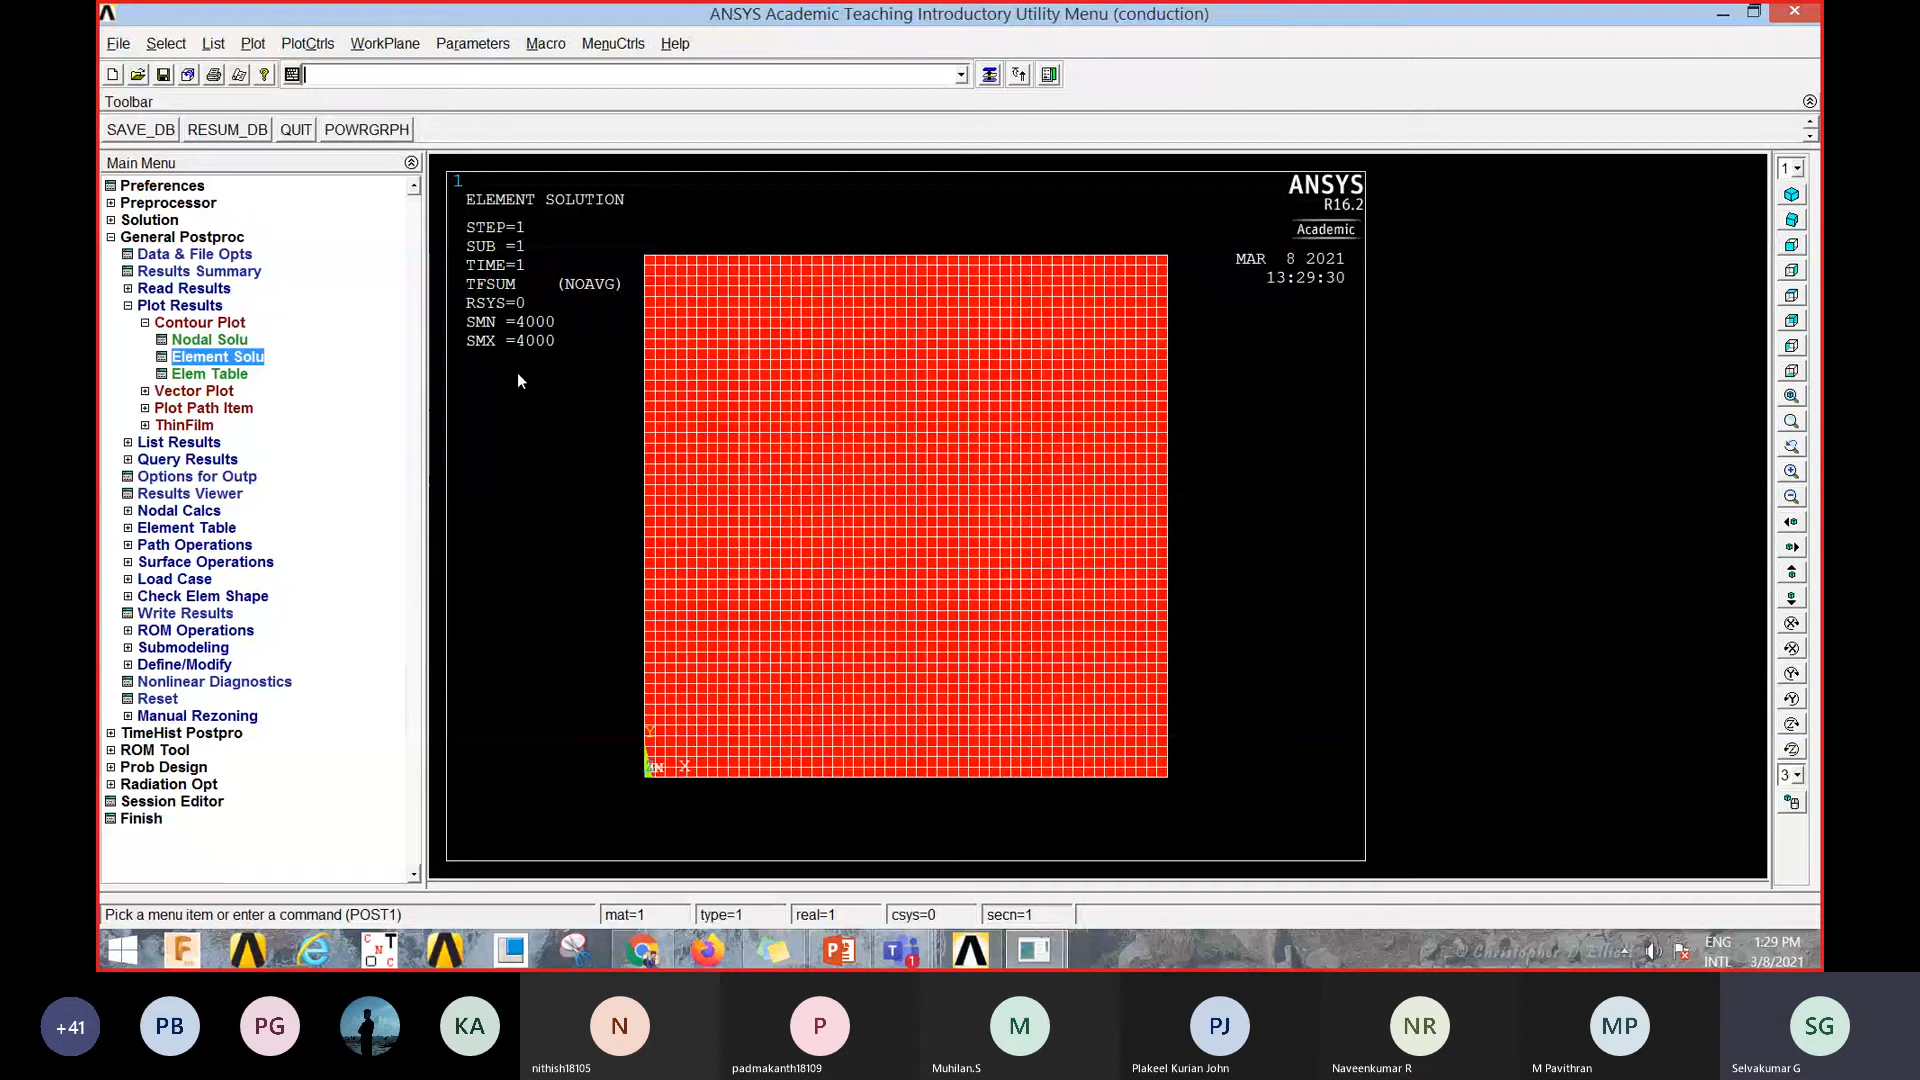 ANSYS Academic Teaching Introductory Utility Menu (conduction)
File Select List Plot PlotCtrls WorkPlane Parameters Macro MenuCtrls Help
Toolbar
SAVE_DB RESUM_DB QUIT POWRGRPH
Main Menu
Preferences
Preprocessor
Solution
General Postproc
Data & File Opts
Results Summary
Read Results
Plot Results
Contour Plot
Nodal Solu
Element Solu
Elem Table
Vector Plot
Plot Path Item
ThinFilm
List Results
Query Results
Options for Outp
Results Viewer
Nodal Calcs
Element Table
Path Operations
Surface Operations
Load Case
Check Elem Shape
Write Results
ROM Operations
Submodeling
Define/Modify
Nonlinear Diagnostics
Reset
Manual Rezoning
TimeHist Postpro
ROM Tool
Prob Design
Radiation Opt
Session Editor
Finish
1
ELEMENT SOLUTION
STEP=1
SUB =1
TIME=1
TFSUM (NOAVG)
RSYS=0
SMN =4000
SMX =4000
ANSYS
R16.2
Academic
MAR 8 2021
13:29:30
Y
X
1
3
Pick a menu item or enter a command (POST1) mat=1 type=1 real=1 csys=0 secn=1
ENG 1:29 PM
INTL 3/8/2021
+41 PB PG KA N P M PJ NR MP SG
nithish18105 padmakanth18109 Muhilan.S Plakeel Kurian John Naveenkumar R M Pavithran Selvakumar G